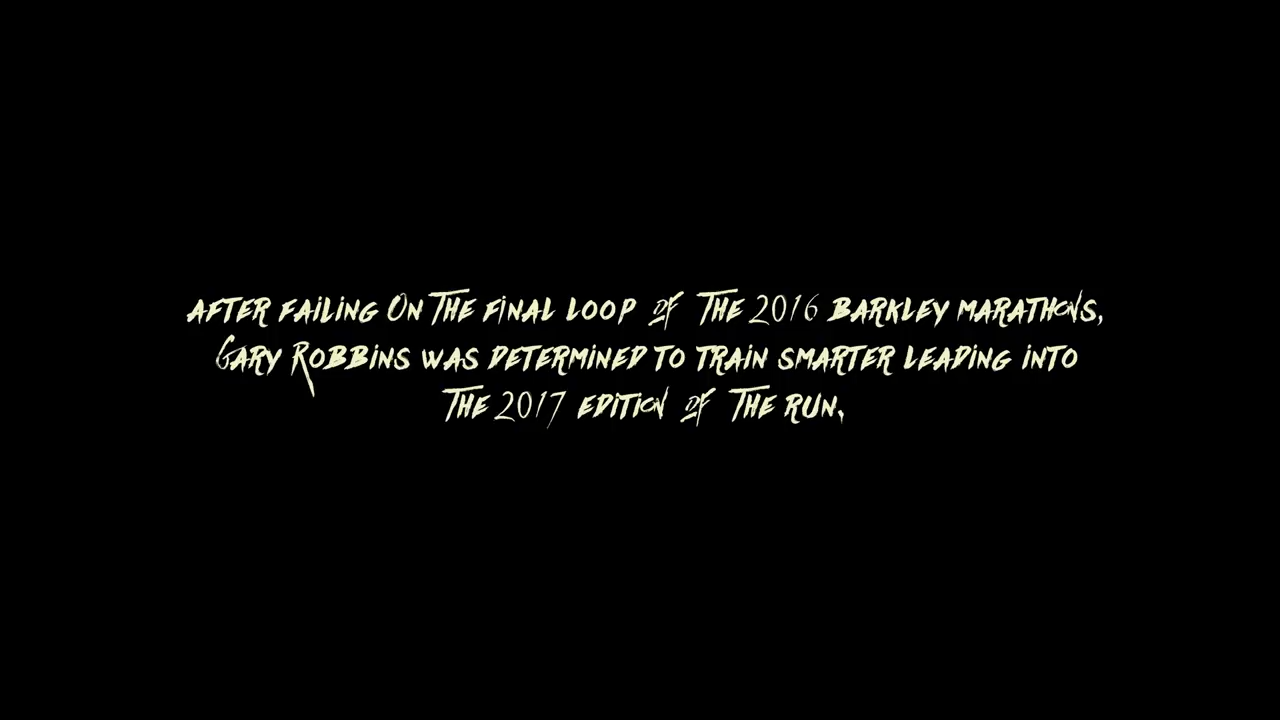 AFTER FAILING ON THE FINAL LOOP OF THE 2016 BARKLEY MARATHONS,
GARY ROBBINS WAS DETERMINED TO TRAIN SMARTER LEADING INTO
THE 2017 EDITION OF THE RUN.